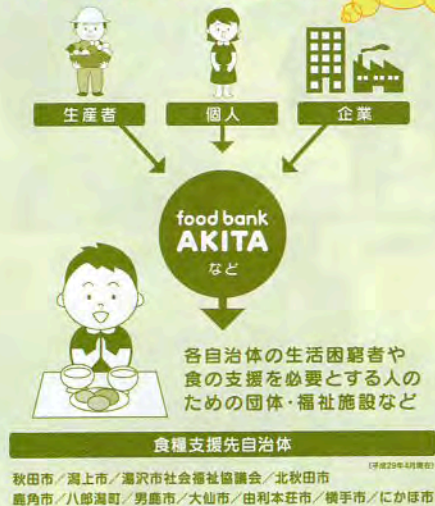 生産者
個人
企業
food bank
AKITA
など
各自治体の生活困窮者や
食の支援を必要とする人の
ための団体・福祉施設など
食糧支援先自治体
(平成29年4月現在)
秋田市/潟上市/湯沢市社会福祉協議会/北秋田市
鹿角市/八郎潟町/男鹿市/大仙市/由利本荘市/横手市/にかほ市